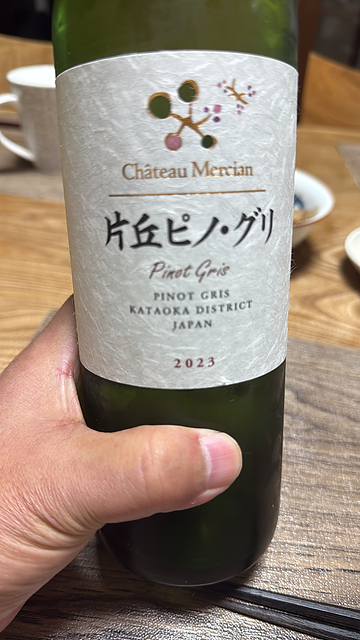 Château Mercian
片丘ピノ・グリ
Pinot Gris
PINOT GRIS
KATAOKA DISTRICT
JAPAN
2023